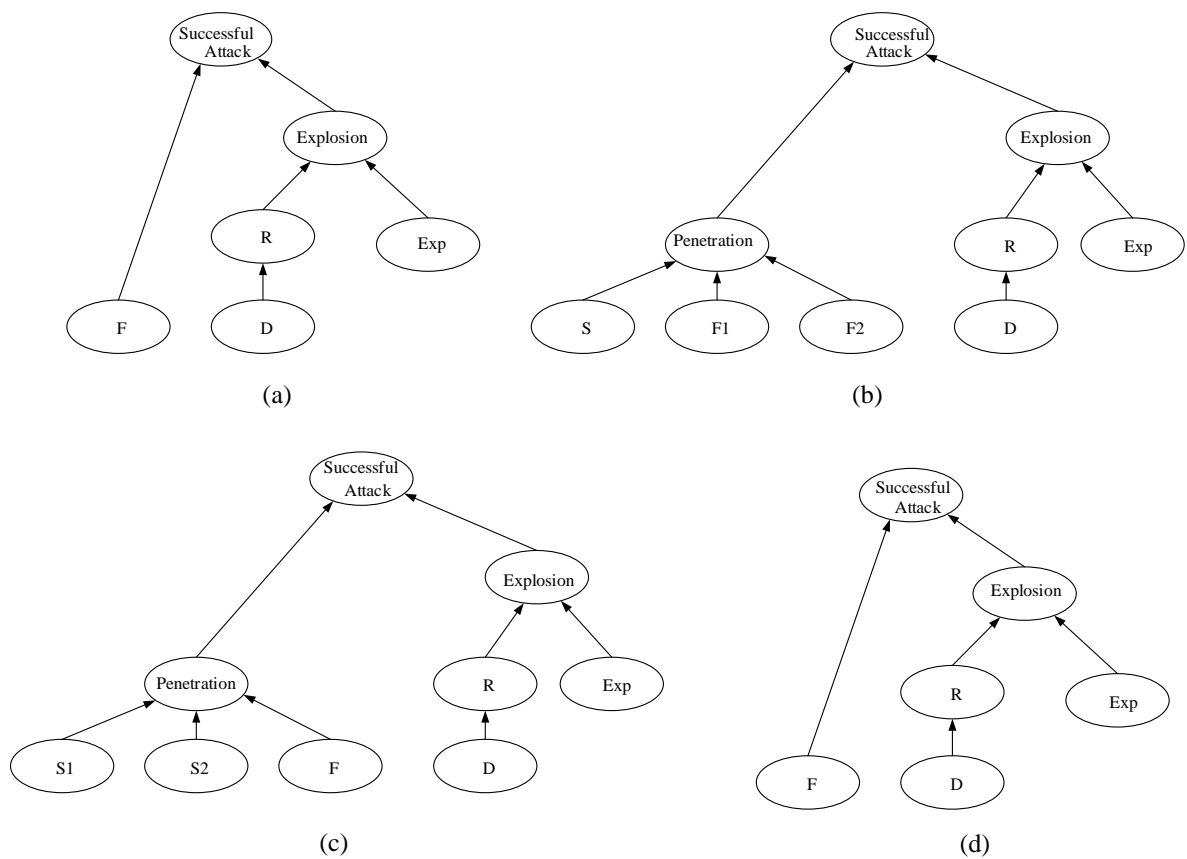 Successful
Attack
Explosion
R
Exp
F
D
(a)
Successful
Attack
Explosion
Penetration
R
Exp
S
F1
F2
D
(b)
Successful
Attack
Explosion
Penetration
R
Exp
S1
S2
F
D
(c)
Successful
Attack
Explosion
R
Exp
F
D
(d)